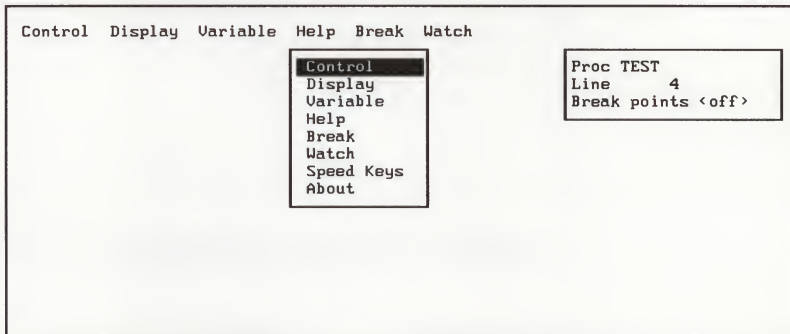 Control Display Variable Help Break Watch
Control
Display
Variable
Help
Break
Watch
Speed Keys
About
Proc TEST
Line 4
Break points <off>